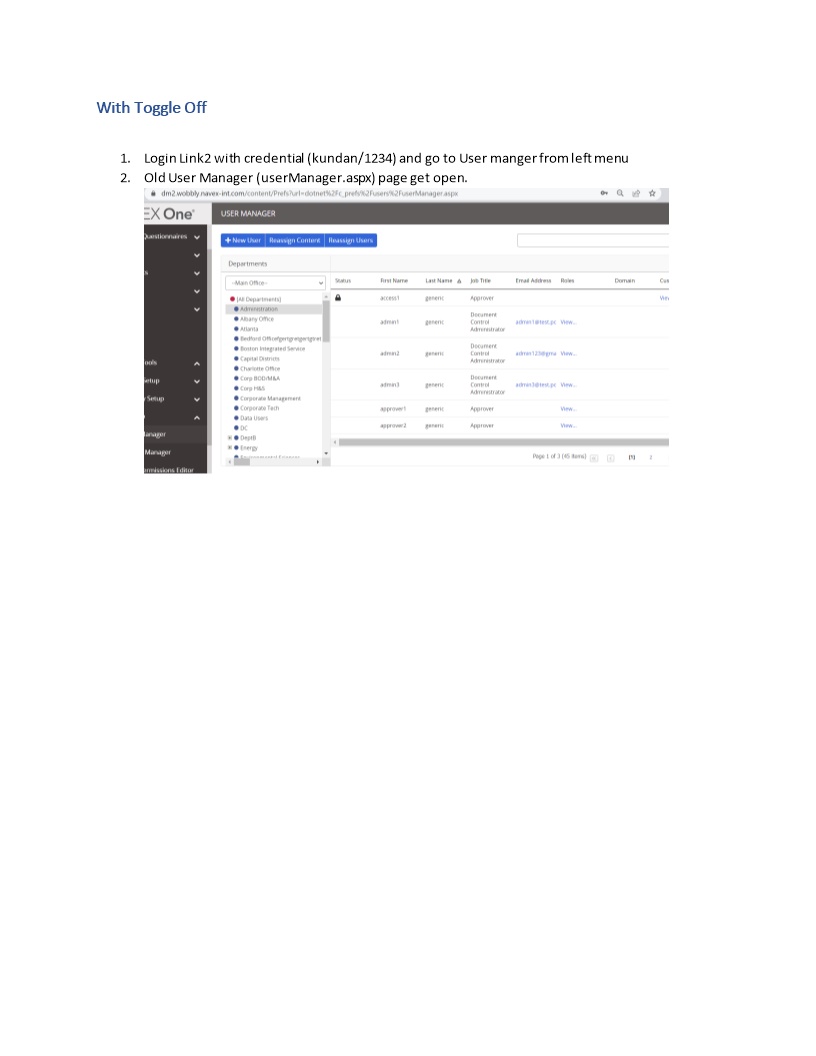 With Toggle Off
1. Login Link2 with credential (kundan/1234) and go to User manger from left menu
2. Old User Manager (userManager.aspx) page get open.
dm2.wobbly.navex-int.com/content/Prefs?url=dotnet%2Fc_prefs%2Fusers%2FuserManager.aspx
EX One
USER MANAGER
Questionnaires
+ New User Reassign Content Reassign Users
Departments
--Main Office--
Status First Name Last Name Job Title Email Address Roles Domain Cus
[All Departments]
access1 generic Approver View
Administration
Albany Office
Atlanta
admin1 generic Document Control Administrator admin1@test.pc View...
Boston Integrated Service
Capital Districts
admin2 generic Document Control Administrator admin123@gma View...
Charlotte Office
Corp BOD/M&A
Corp H&S
admin3 generic Document Control Administrator admin3@test.pc View...
Corporate Management
Corporate Tech
approver1 generic Approver View...
Data Users
DC
approver2 generic Approver View...
DeptB
Energy
Page 1 of 3 (45 items) [1] 2
ools
etup
Setup
anager
Manager
ermissions Editor